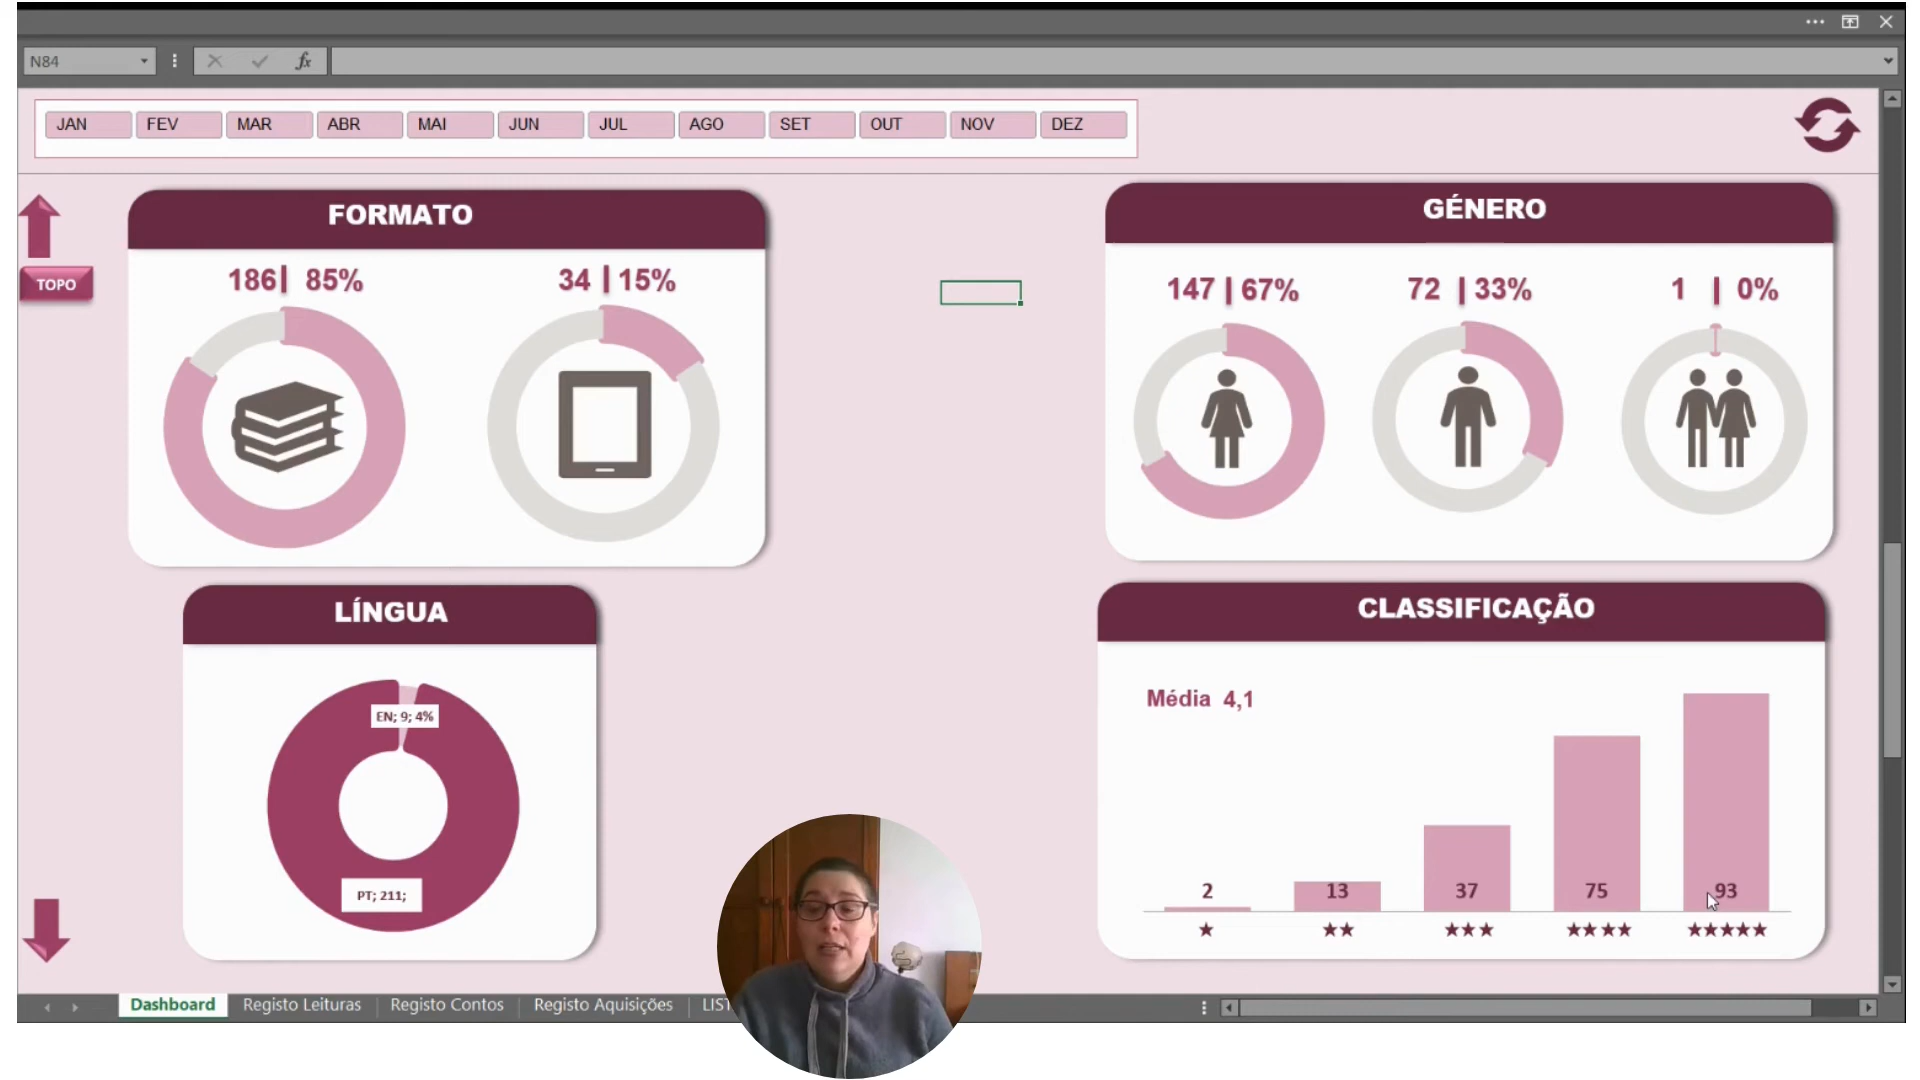 N84
fx
JAN FEV MAR ABR MAI JUN JUL AGO SET OUT NOV DEZ
TOPO
FORMATO
186| 85%
34 | 15%
GÉNERO
147 | 67%
72 | 33%
1 | 0%
LÍNGUA
EN; 9; 4%
PT; 211;
CLASSIFICAÇÃO
Média 4,1
2 13 37 75 93
★ ★★ ★★★ ★★★★ ★★★★★
Dashboard Registo Leituras Registo Contos Registo Aquisições